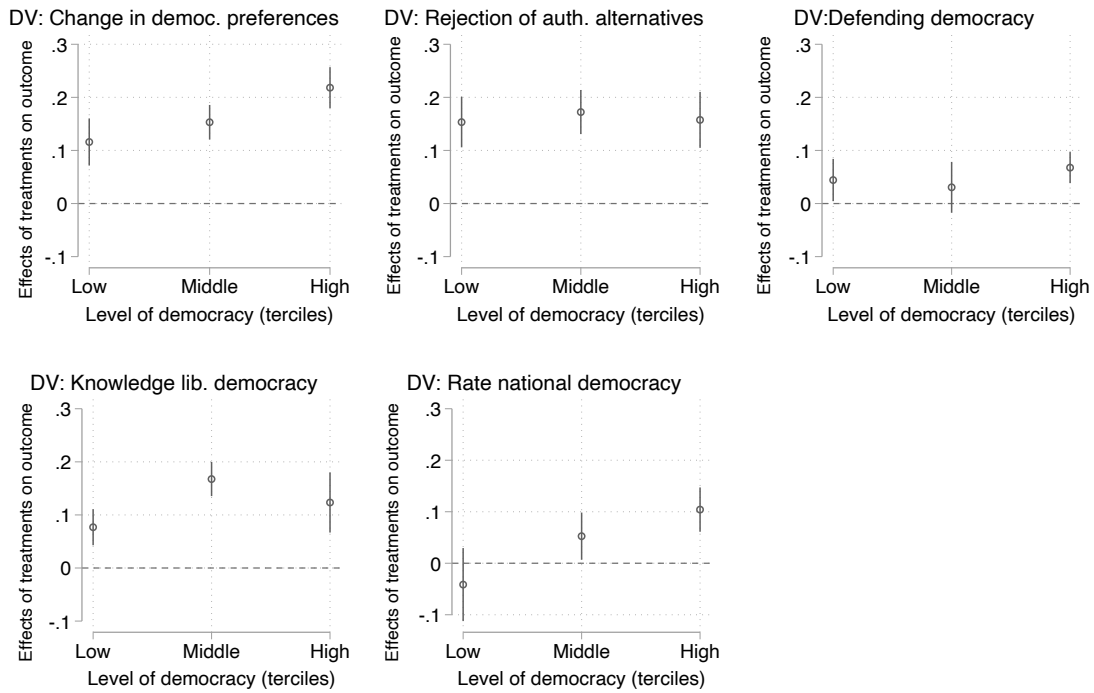 DV: Change in democ. preferences
Effects of treatments on outcome
.3
.2
.1
0
-.1
Low Middle High
Level of democracy (terciles)
DV: Rejection of auth. alternatives
Effects of treatments on outcome
.3
.2
.1
0
-.1
Low Middle High
Level of democracy (terciles)
DV:Defending democracy
Effects of treatments on outcome
.3
.2
.1
0
-.1
Low Middle High
Level of democracy (terciles)
DV: Knowledge lib. democracy
Effects of treatments on outcome
.3
.2
.1
0
-.1
Low Middle High
Level of democracy (terciles)
DV: Rate national democracy
Effects of treatments on outcome
.3
.2
.1
0
-.1
Low Middle High
Level of democracy (terciles)